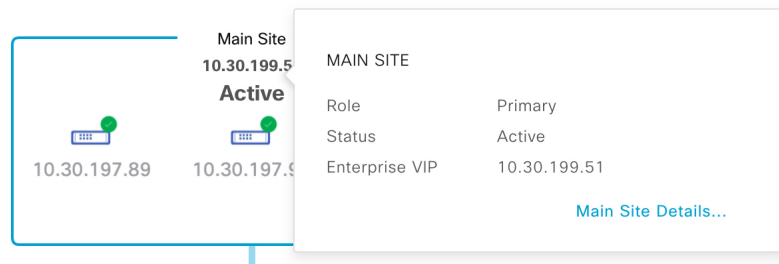 Main Site
10.30.199.5
Active
10.30.197.89
10.30.197.9
MAIN SITE
Role Primary
Status Active
Enterprise VIP 10.30.199.51
Main Site Details...